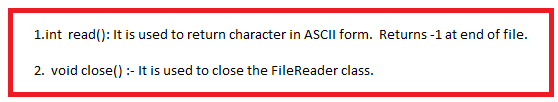 1.int read(): It is used to return character in ASCII form. Returns -1 at end of file.
2. void close() :- It is used to close the FileReader class.